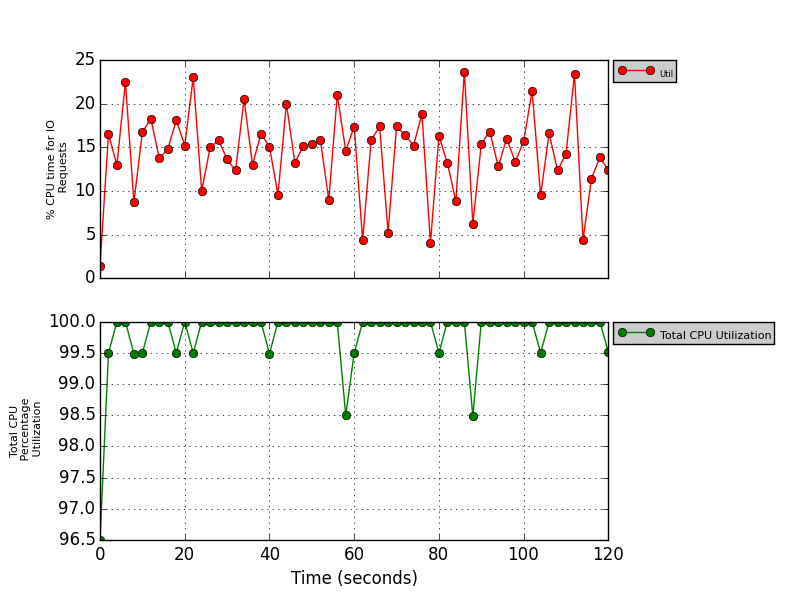 25
20
15
10
5
0
% CPU time for IO
Requests
Util
100.0
99.5
99.0
98.5
98.0
97.5
97.0
96.5
Total CPU
Percentage
Utilization
Total CPU Utilization
0 20 40 60 80 100 120
Time (seconds)